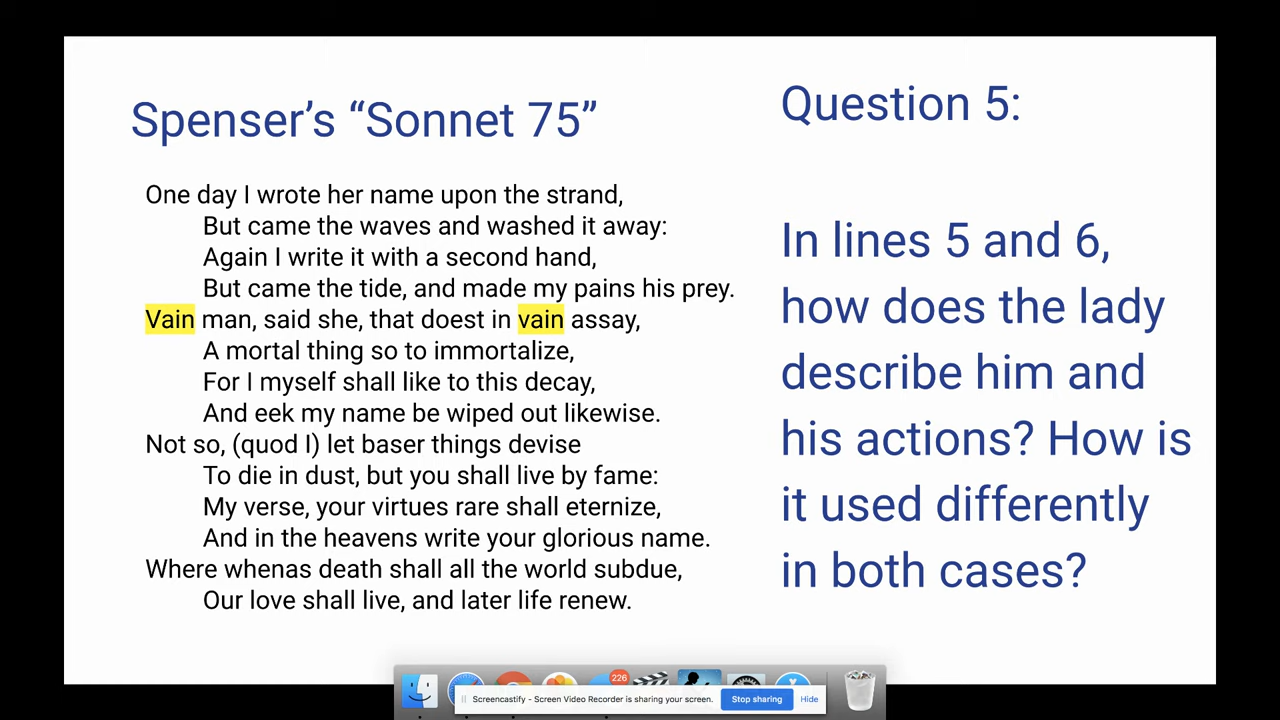 Spenser’s “Sonnet 75”
One day I wrote her name upon the strand,
But came the waves and washed it away:
Again I write it with a second hand,
But came the tide, and made my pains his prey.
Vain man, said she, that doest in vain assay,
A mortal thing so to immortalize,
For I myself shall like to this decay,
And eek my name be wiped out likewise.
Not so, (quod I) let baser things devise
To die in dust, but you shall live by fame:
My verse, your virtues rare shall eternize,
And in the heavens write your glorious name.
Where whenas death shall all the world subdue,
Our love shall live, and later life renew.
Question 5:
In lines 5 and 6,
how does the lady
describe him and
his actions? How is
it used differently
in both cases?
226
Screencastify - Screen Video Recorder is sharing your screen.
Stop sharing
Hide